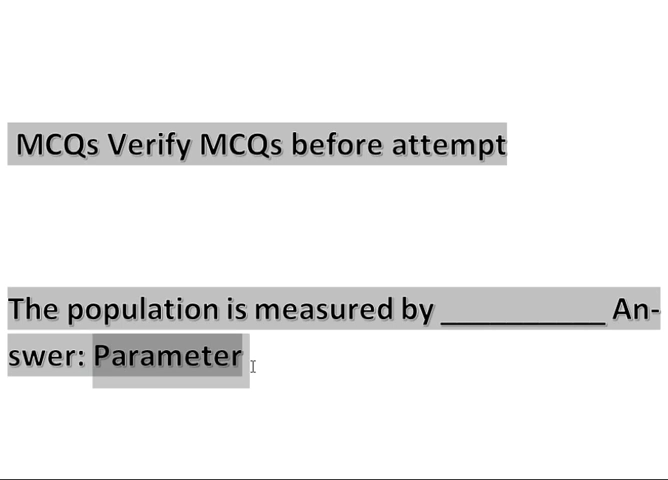 MCQs Verify MCQs before attempt
The population is measured by __________ An-
swer: Parameter